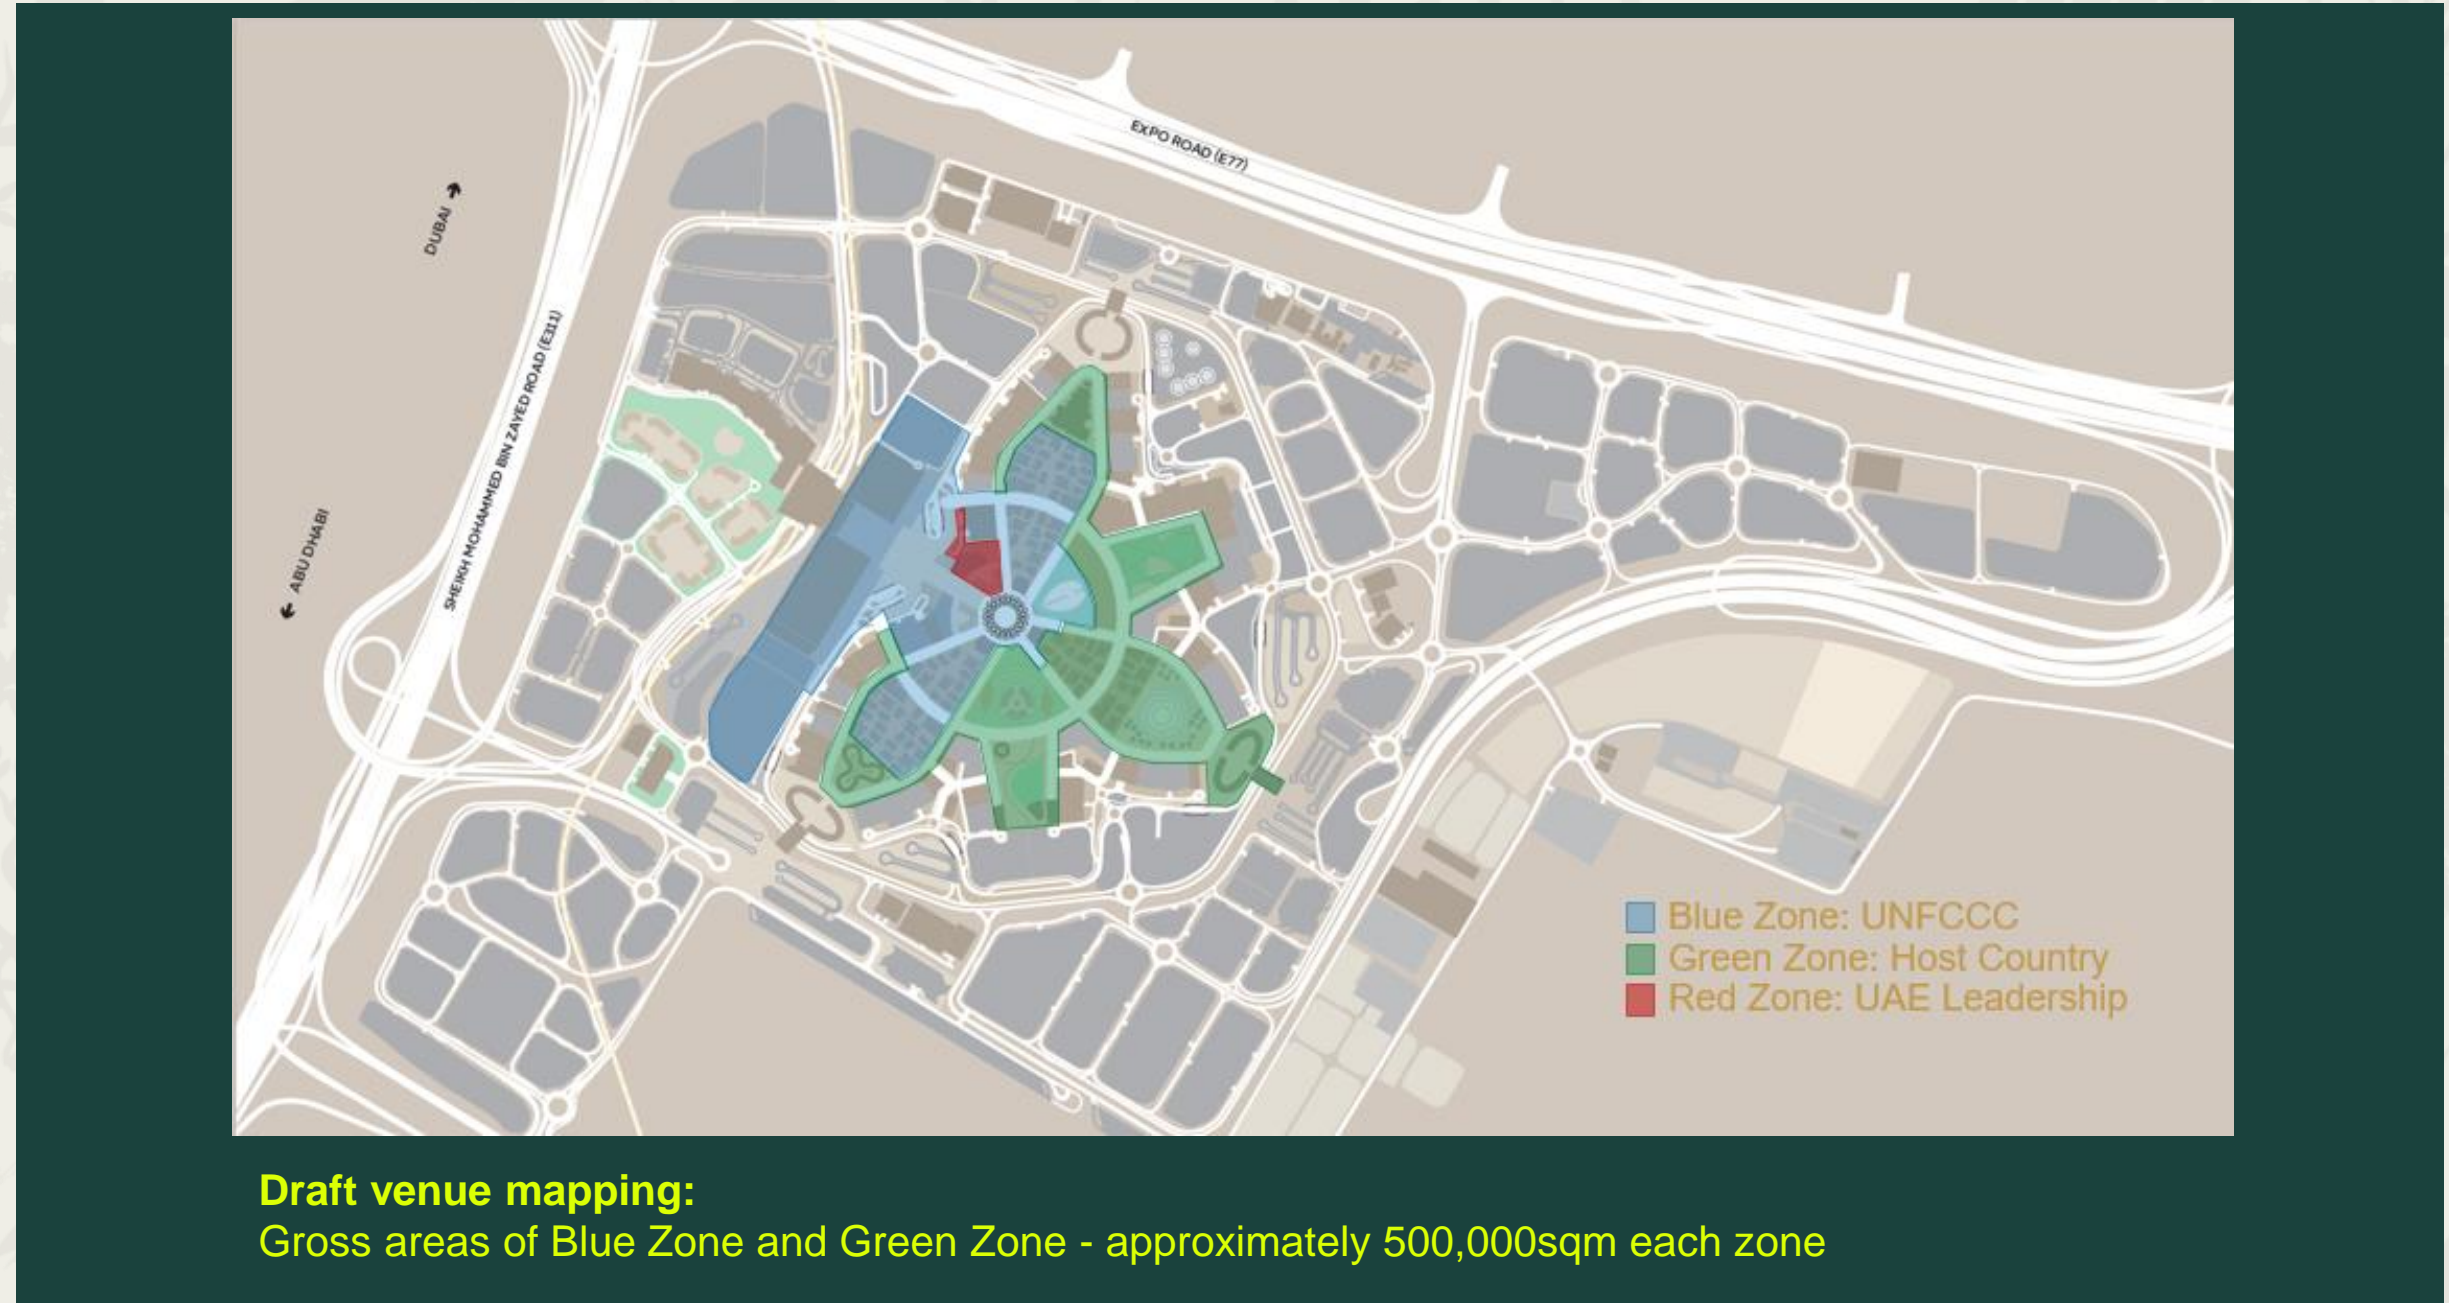 EXPO ROAD (E77)
DUBAI
SHEIKH MOHAMMED BIN ZAYED ROAD (E311)
ABU DHABI
Blue Zone: UNFCCC
Green Zone: Host Country
Red Zone: UAE Leadership
Draft venue mapping:
Gross areas of Blue Zone and Green Zone - approximately 500,000sqm each zone